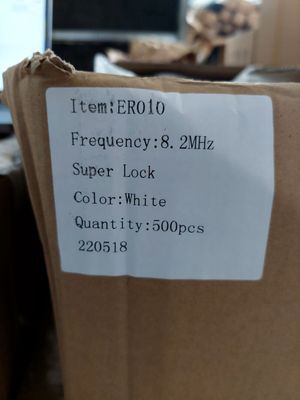 Item:ER010
Frequency:8.2MHz
Super Lock
Color:White
Quantity:500pcs
220518